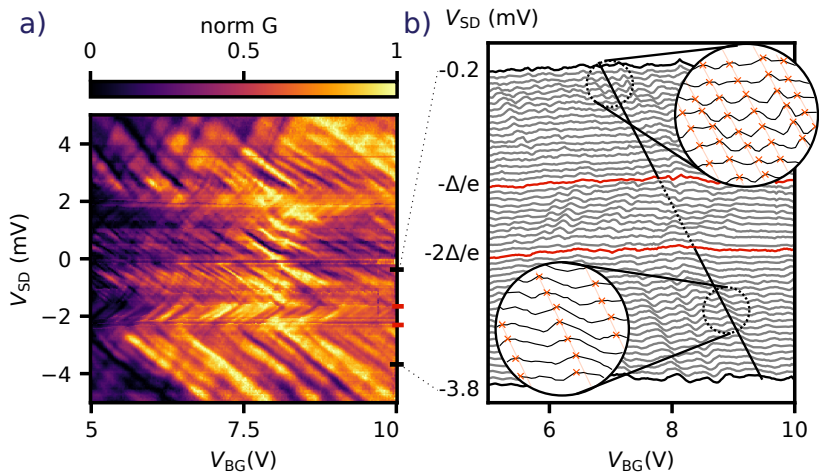 a)
norm G
0 0.5 1
V_SD (mV)
4
2
0
−2
−4
5 7.5 10
V_BG(V)
b)
V_SD (mV)
-0.2
-Δ/e
-2Δ/e
-3.8
6 8 10
V_BG(V)